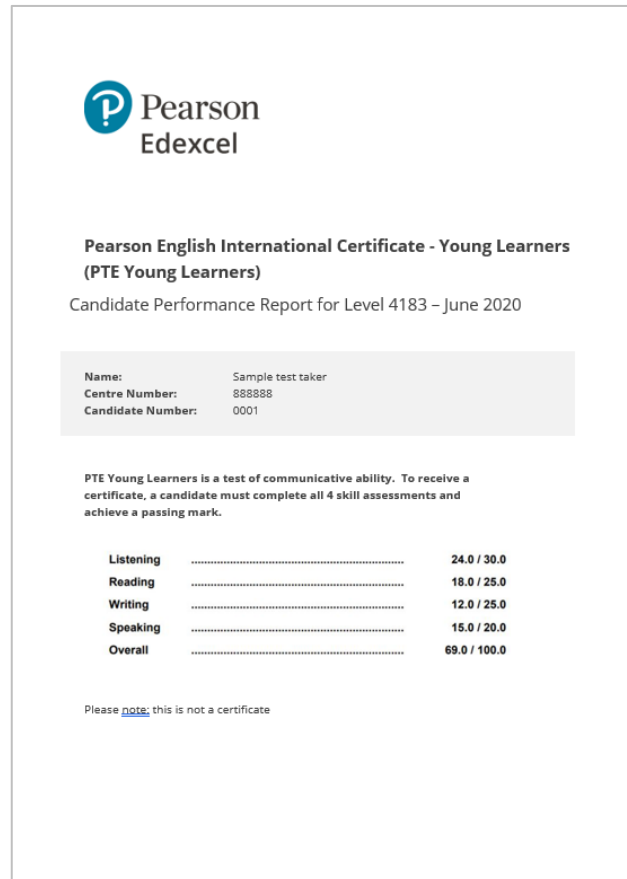 Pearson
Edexcel
Pearson English International Certificate - Young Learners
(PTE Young Learners)
Candidate Performance Report for Level 4183 – June 2020
Name: Sample test taker
Centre Number: 888888
Candidate Number: 0001
PTE Young Learners is a test of communicative ability. To receive a
certificate, a candidate must complete all 4 skill assessments and
achieve a passing mark.
Listening ................................................................ 24.0 / 30.0
Reading ................................................................ 18.0 / 25.0
Writing ................................................................ 12.0 / 25.0
Speaking ................................................................ 15.0 / 20.0
Overall ................................................................ 69.0 / 100.0
Please note: this is not a certificate